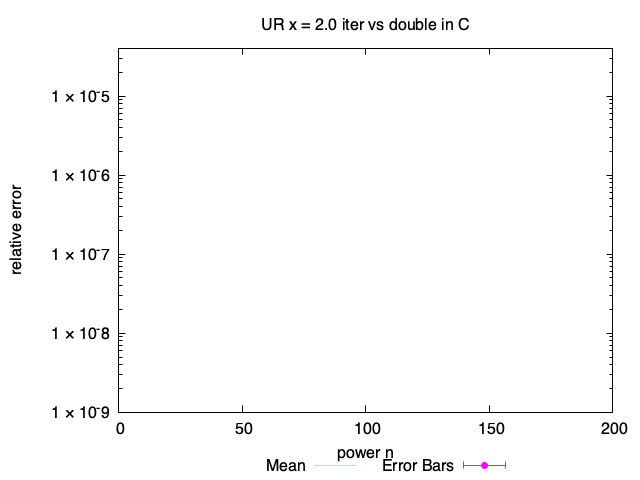 UR x = 2.0 iter vs double in C
relative error
1 × 10-5
1 × 10-6
1 × 10-7
1 × 10-8
1 × 10-9
0 50 100 150 200
power n
Mean Error Bars